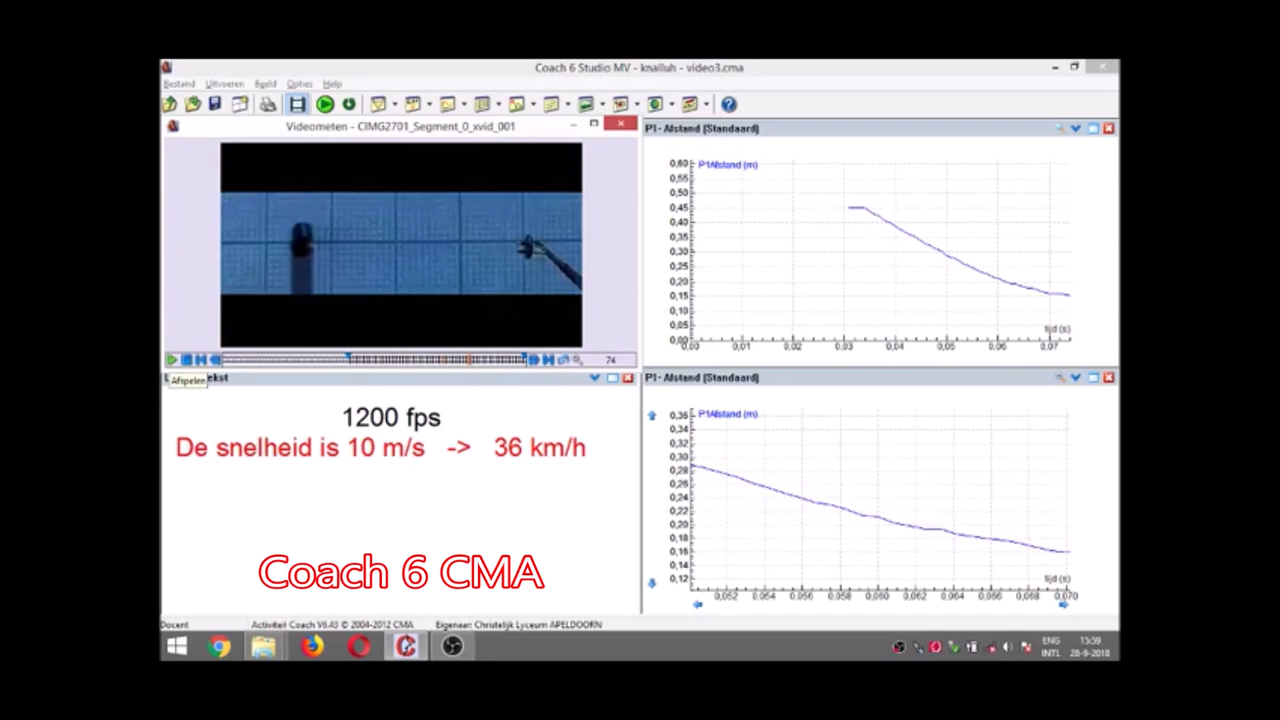 Coach 6 Studio MV - knalluh - video3.cma
Bestand Uitvoeren Beeld Opties Help
Videometen - CIMG2701_Segment_0_xvid_001
P1- Afstand (Standaard)
P1Afstand (m)
0,60
0,55
0,50
0,45
0,40
0,35
0,30
0,25
0,20
0,15
0,10
0,05
0,00
tijd (s)
0,00 0,01 0,02 0,03 0,04 0,05 0,06 0,07
74
Afspelen
ekst
1200 fps
De snelheid is 10 m/s -> 36 km/h
Coach 6 CMA
P1- Afstand (Standaard)
P1Afstand (m)
0,36
0,34
0,32
0,30
0,28
0,26
0,24
0,22
0,20
0,18
0,16
0,14
0,12
tijd (s)
0,052 0,054 0,056 0,058 0,060 0,062 0,064 0,066 0,068 0,070
Docent Activiteit Coach V6.43 © 2004-2012 CMA Eigenaar: Christelijk Lyceum APELDOORN
ENG 15:59
INTL 28-9-2018